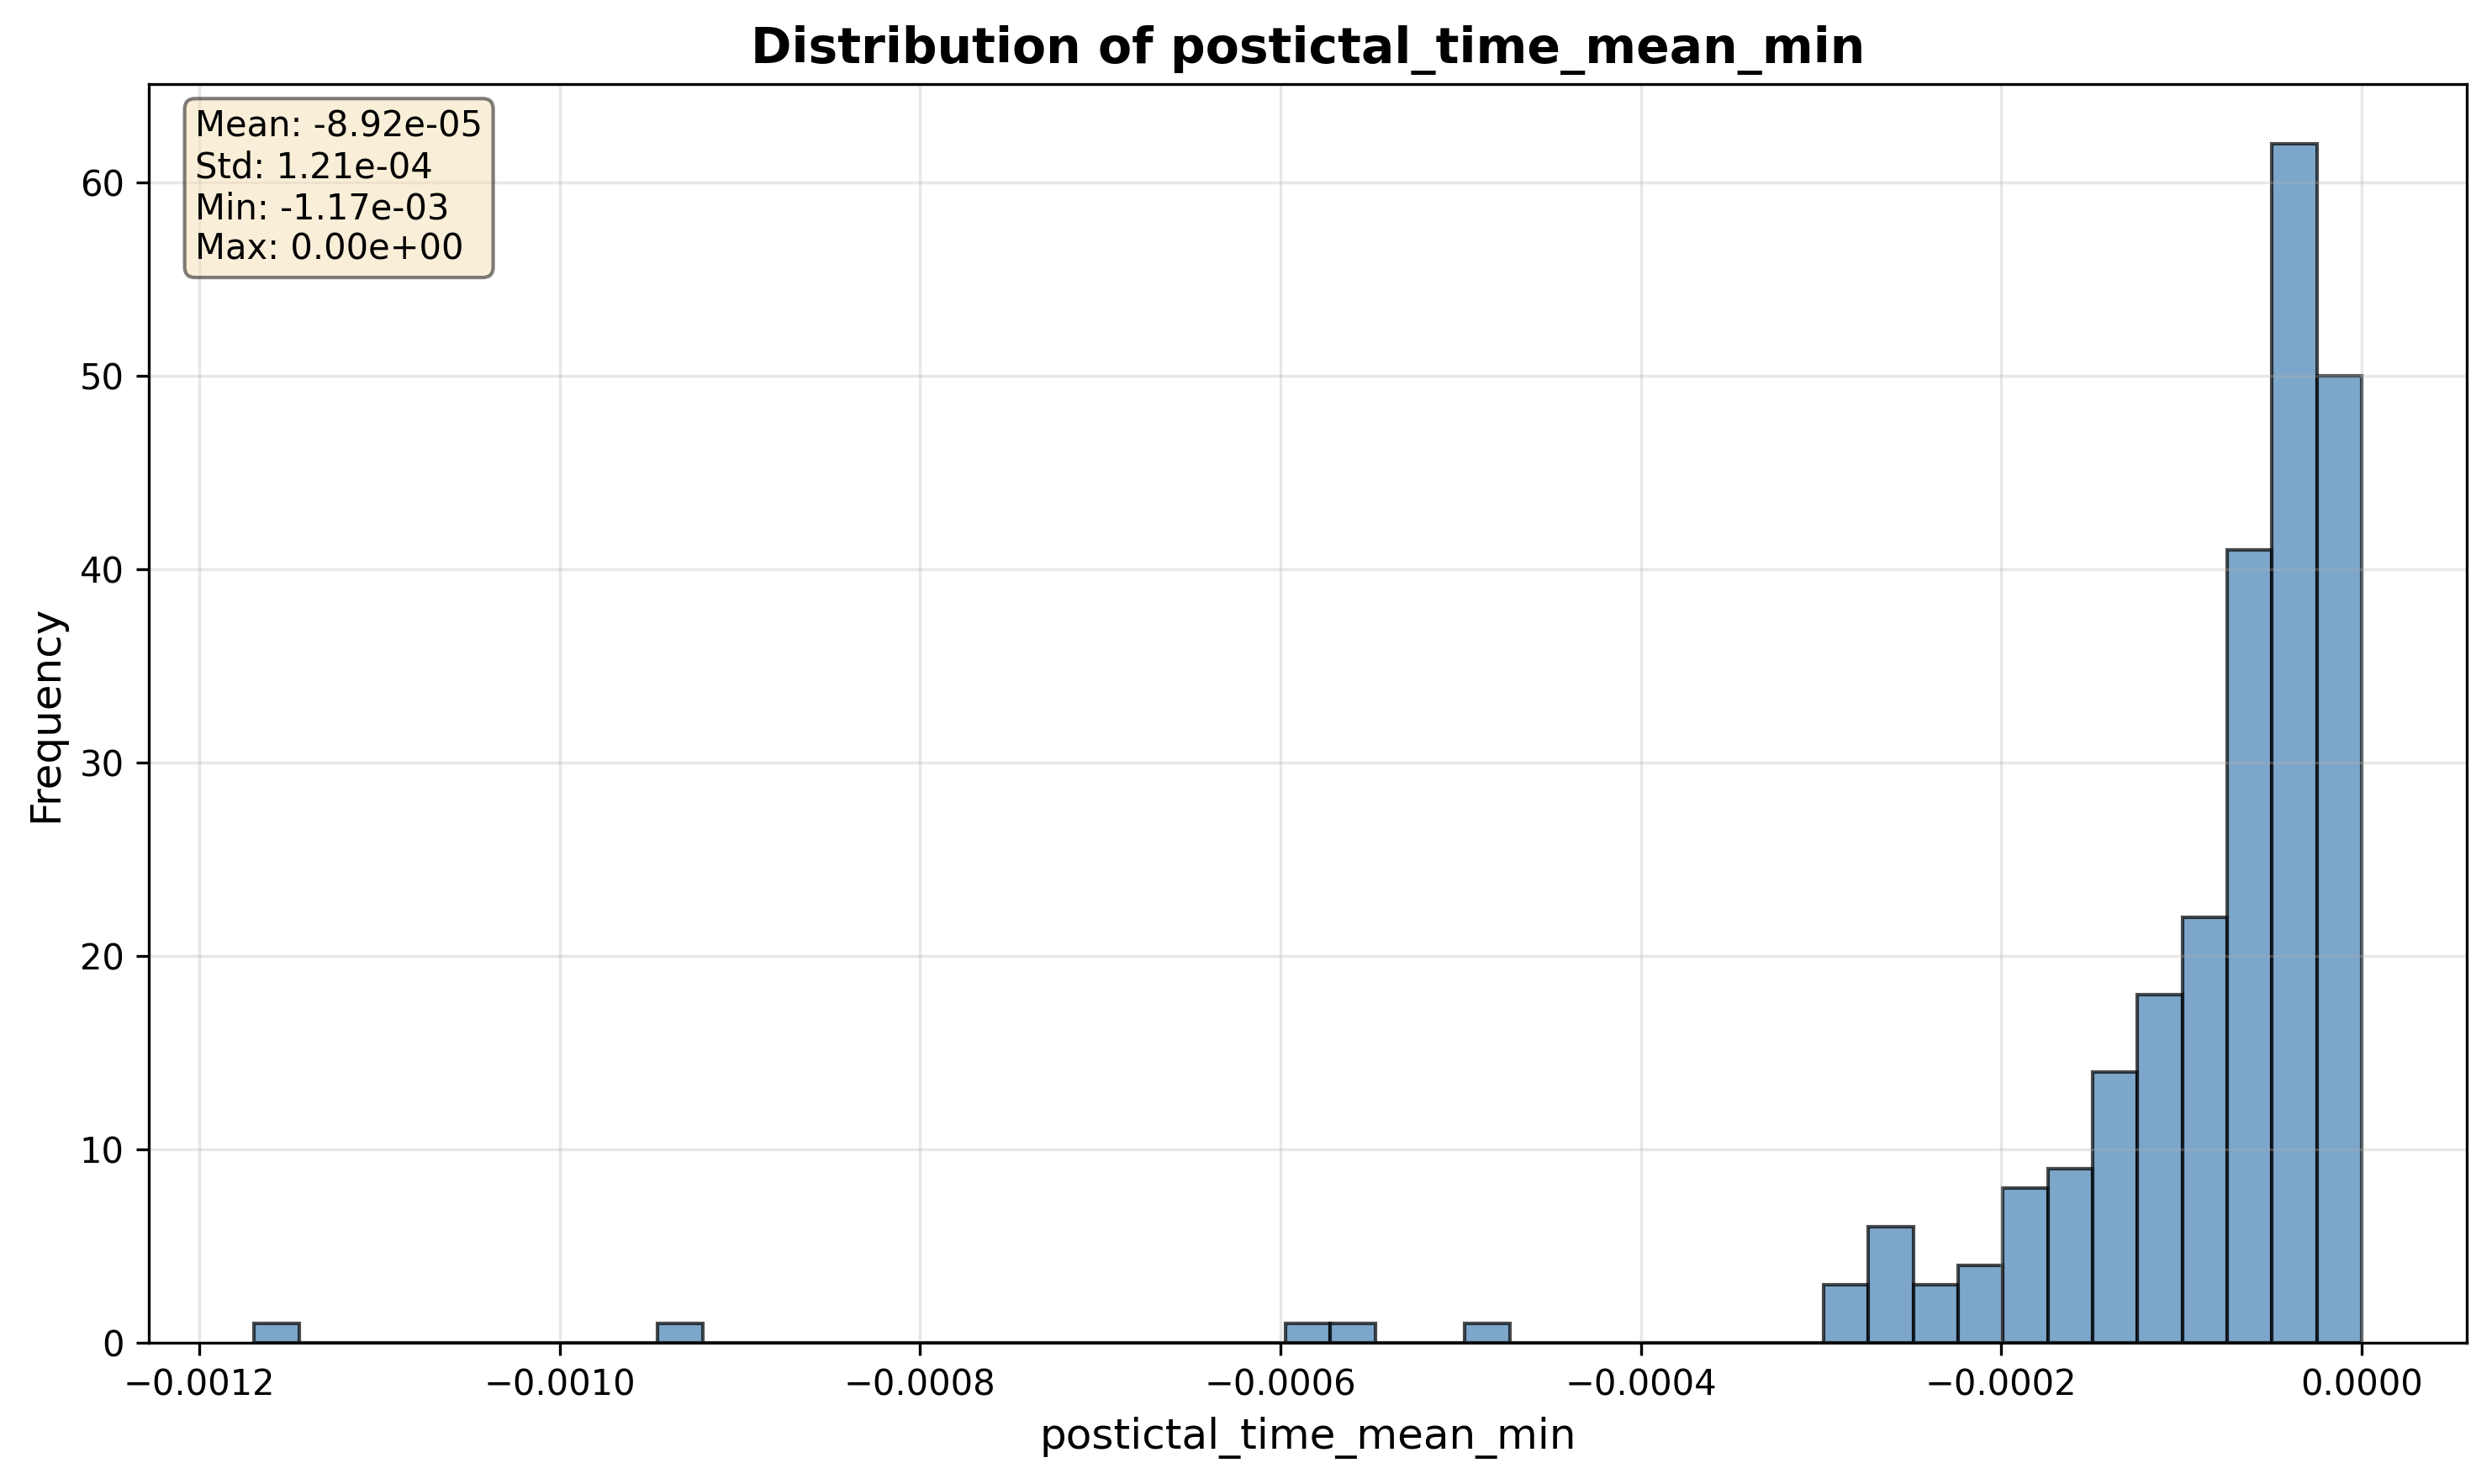 Distribution of postictal_time_mean_min
Mean: -8.92e-05
Std: 1.21e-04
Min: -1.17e-03
Max: 0.00e+00
60
50
40
30
20
10
0
Frequency
−0.0012 −0.0010 −0.0008 −0.0006 −0.0004 −0.0002 0.0000
postictal_time_mean_min